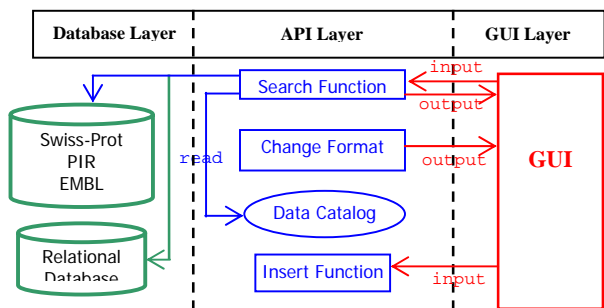 Database Layer
API Layer
GUI Layer
input
Search Function
output
Swiss-Prot
PIR
EMBL
read
Change Format
output
GUI
Data Catalog
Relational
Database
Insert Function
input